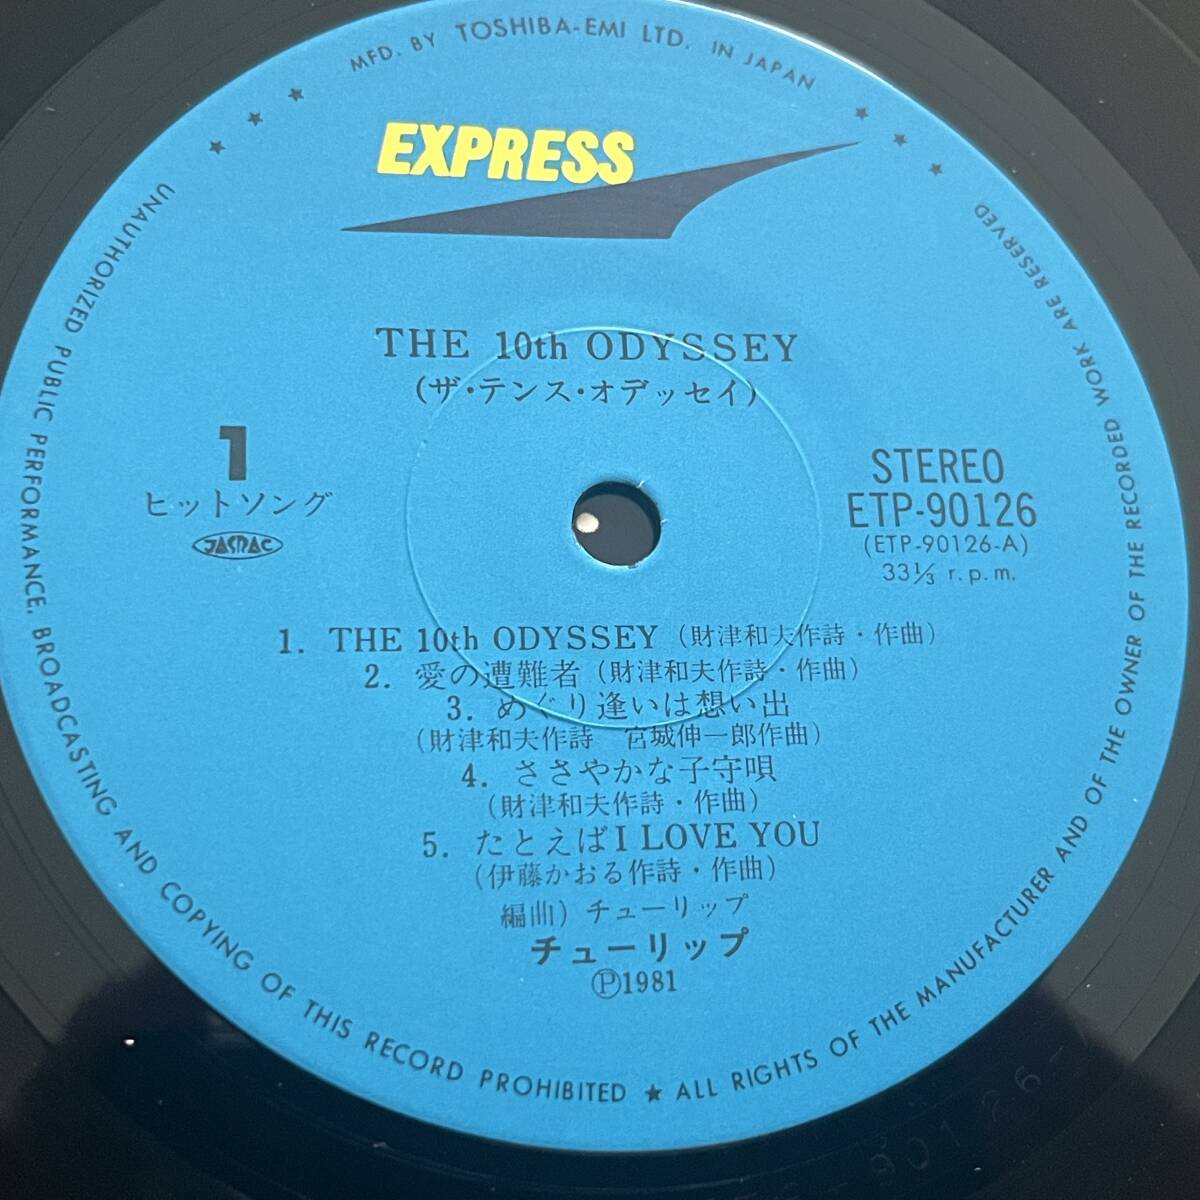 MFD. BY TOSHIBA-EMI LTD. IN JAPAN
★ ★ ★
★ ★ ★
EXPRESS
THE 10th ODYSSEY
(ザ・テンス・オデッセイ)
1
ヒットソング
JASRAC
STEREO
ETP-90126
(ETP-90126-A)
33⅓ r.p.m.
1. THE 10th ODYSSEY (財津和夫作詩・作曲)
2. 愛の遭難者 (財津和夫作詩・作曲)
3. めぐり逢いは想い出
(財津和夫作詩 宮城伸一郎作曲)
4. ささやかな子守唄
(財津和夫作詩・作曲)
5. たとえばI LOVE YOU
(伊藤かおる作詩・作曲)
編曲) チューリップ
チューリップ
Ⓟ1981
UNAUTHORIZED PUBLIC PERFORMANCE, BROADCASTING AND COPYING OF THIS RECORD PROHIBITED ★ ALL RIGHTS OF THE MANUFACTURER AND OF THE OWNER OF THE RECORDED WORK ARE RESERVED